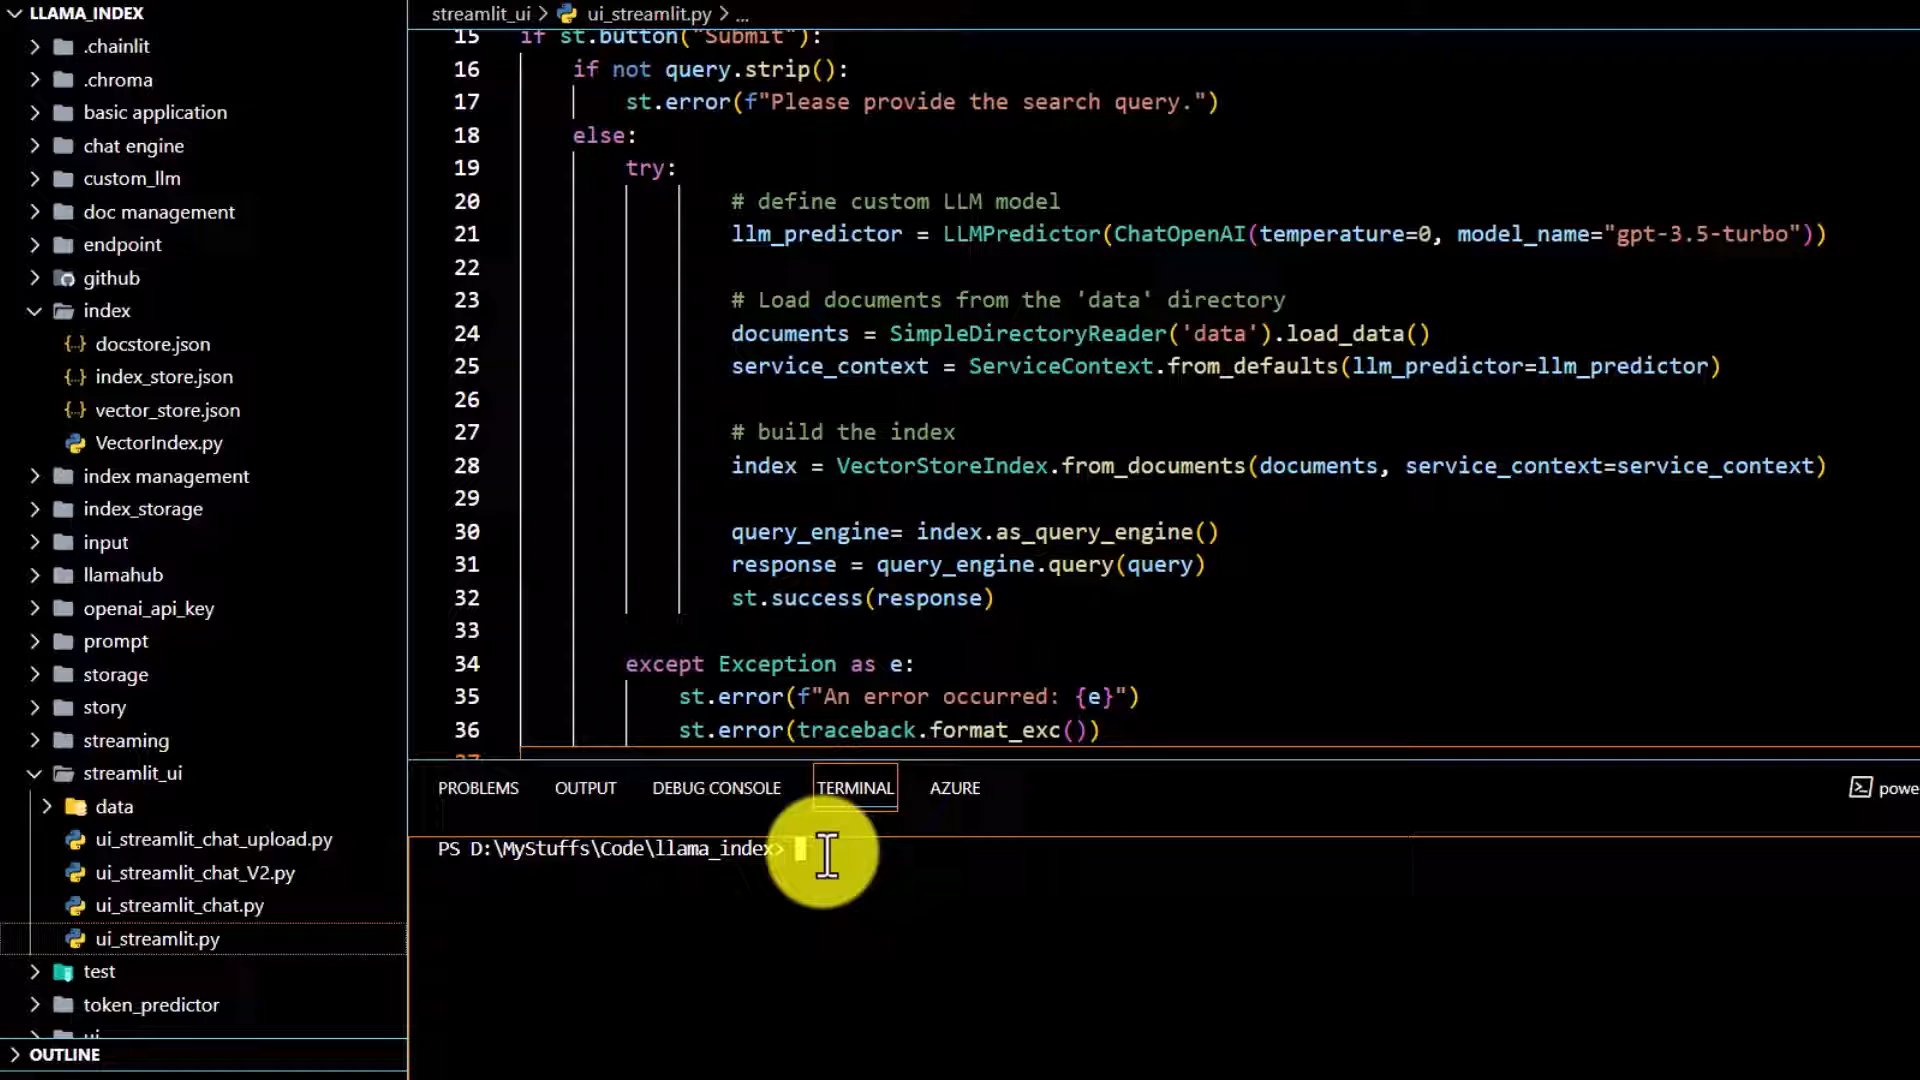 LLAMA_INDEX
.chainlit
.chroma
basic application
chat engine
custom_llm
doc management
endpoint
github
index
docstore.json
index_store.json
vector_store.json
VectorIndex.py
index management
index_storage
input
llamahub
openai_api_key
prompt
storage
story
streaming
streamlit_ui
data
ui_streamlit_chat_upload.py
ui_streamlit_chat_V2.py
ui_streamlit_chat.py
ui_streamlit.py
test
token_predictor
ui
OUTLINE
streamlit_ui > ui_streamlit.py > ...
15 if st.button("Submit"):
16 if not query.strip():
17 st.error(f"Please provide the search query.")
18 else:
19 try:
20 # define custom LLM model
21 llm_predictor = LLMPredictor(ChatOpenAI(temperature=0, model_name="gpt-3.5-turbo"))
22
23 # Load documents from the 'data' directory
24 documents = SimpleDirectoryReader('data').load_data()
25 service_context = ServiceContext.from_defaults(llm_predictor=llm_predictor)
26
27 # build the index
28 index = VectorStoreIndex.from_documents(documents, service_context=service_context)
29
30 query_engine= index.as_query_engine()
31 response = query_engine.query(query)
32 st.success(response)
33
34 except Exception as e:
35 st.error(f"An error occurred: {e}")
36 st.error(traceback.format_exc())
37
PROBLEMS OUTPUT DEBUG CONSOLE TERMINAL AZURE powe
PS D:\MyStuffs\Code\llama_index>